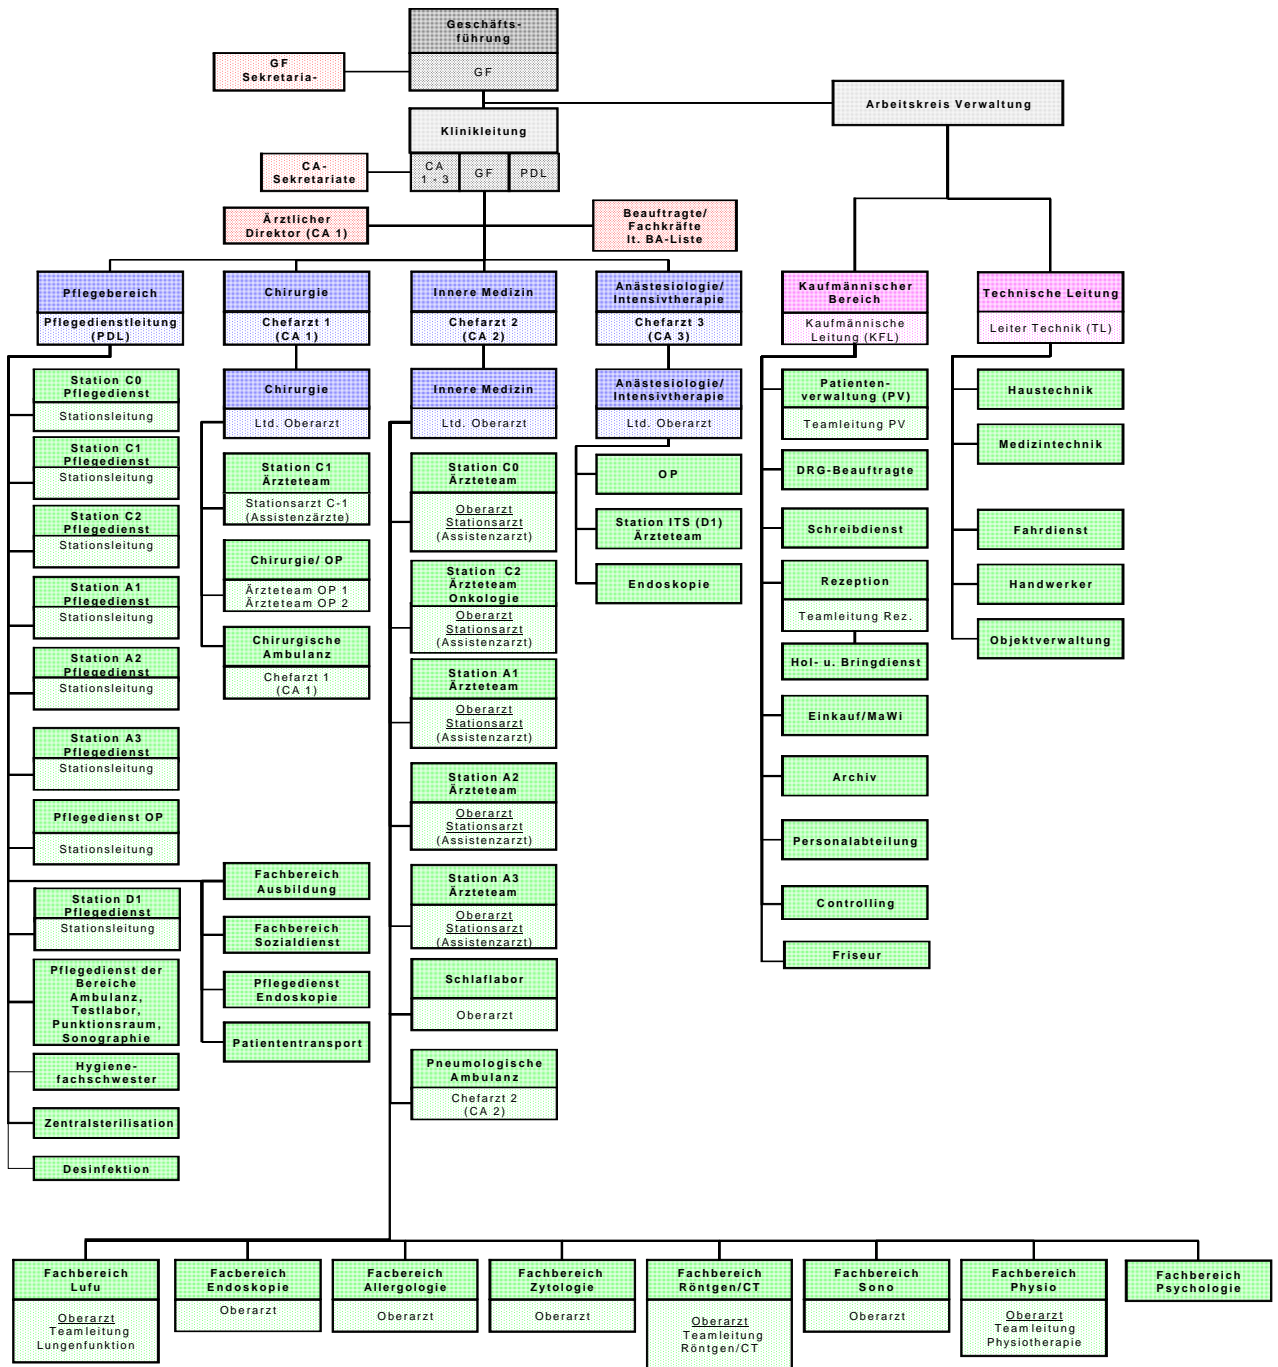 Geschäfts-
führung
GF
GF
Sekretaria-
Arbeitskreis Verwaltung
Klinikleitung
CA
1 - 3
GF
PDL
CA-
Sekretariate
Ärztlicher
Direktor (CA 1)
Beauftragte/
Fachkräfte
lt. BA-Liste
Pflegebereich
Pflegedienstleitung
(PDL)
Chirurgie
Chefarzt 1
(CA 1)
Innere Medizin
Chefarzt 2
(CA 2)
Anästesiologie/
Intensivtherapie
Chefarzt 3
(CA 3)
Kaufmännischer
Bereich
Kaufmännische
Leitung (KFL)
Technische Leitung
Leiter Technik (TL)
Station C0
Pflegedienst
Stationsleitung
Station C1
Pflegedienst
Stationsleitung
Station C2
Pflegedienst
Stationsleitung
Station A1
Pflegedienst
Stationsleitung
Station A2
Pflegedienst
Stationsleitung
Station A3
Pflegedienst
Stationsleitung
Pflegedienst OP
Stationsleitung
Station D1
Pflegedienst
Stationsleitung
Pflegedienst der
Bereiche
Ambulanz,
Testlabor,
Punktionsraum,
Sonographie
Hygiene-
fachschwester
Zentralsterilisation
Desinfektion
Fachbereich
Ausbildung
Fachbereich
Sozialdienst
Pflegedienst
Endoskopie
Patiententransport
Chirurgie
Ltd. Oberarzt
Station C1
Ärzteteam
Stationsarzt C-1
(Assistenzärzte)
Chirurgie/ OP
Ärzteteam OP 1
Ärzteteam OP 2
Chirurgische
Ambulanz
Chefarzt 1
(CA 1)
Innere Medizin
Ltd. Oberarzt
Station C0
Ärzteteam
Oberarzt
Stationsarzt
(Assistenzarzt)
Station C2
Ärzteteam
Onkologie
Oberarzt
Stationsarzt
(Assistenzarzt)
Station A1
Ärzteteam
Oberarzt
Stationsarzt
(Assistenzarzt)
Station A2
Ärzteteam
Oberarzt
Stationsarzt
(Assistenzarzt)
Station A3
Ärzteteam
Oberarzt
Stationsarzt
(Assistenzarzt)
Schlaflabor
Oberarzt
Pneumologische
Ambulanz
Chefarzt 2
(CA 2)
Anästesiologie/
Intensivtherapie
Ltd. Oberarzt
OP
Station ITS (D1)
Ärzteteam
Endoskopie
Patienten-
verwaltung (PV)
Teamleitung PV
DRG-Beauftragte
Schreibdienst
Rezeption
Teamleitung Rez.
Hol- u. Bringdienst
Einkauf/MaWi
Archiv
Personalabteilung
Controlling
Friseur
Haustechnik
Medizintechnik
Fahrdienst
Handwerker
Objektverwaltung
Fachbereich
Lufu
Oberarzt
Teamleitung
Lungenfunktion
Facbereich
Endoskopie
Oberarzt
Facbereich
Allergologie
Oberarzt
Fachbereich
Zytologie
Oberarzt
Fachbereich
Röntgen/CT
Oberarzt
Teamleitung
Röntgen/CT
Fachbereich
Sono
Oberarzt
Fachbereich
Physio
Oberarzt
Teamleitung
Physiotherapie
Fachbereich
Psychologie